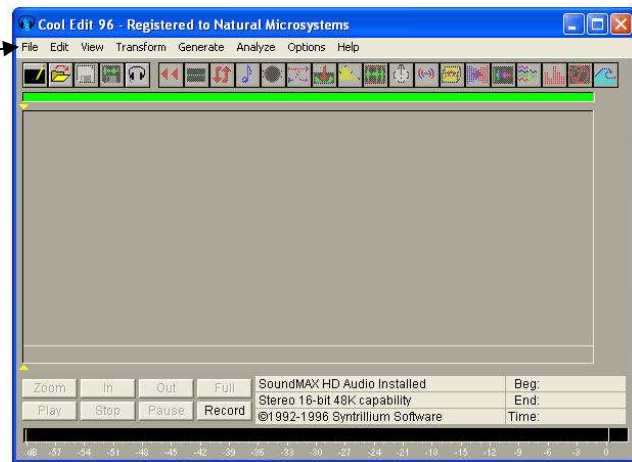 Cool Edit 96 - Registered to Natural Microsystems
File Edit View Transform Generate Analyze Options Help
Zoom In Out Full SoundMAX HD Audio Installed Beg:
Stereo 16-bit 48K capability End:
Play Stop Pause Record ©1992-1996 Syntrillium Software Time:
dB -57 -54 -51 -48 -45 -42 -39 -36 -33 -30 -27 -24 -21 -18 -15 -12 -9 -6 -3 0